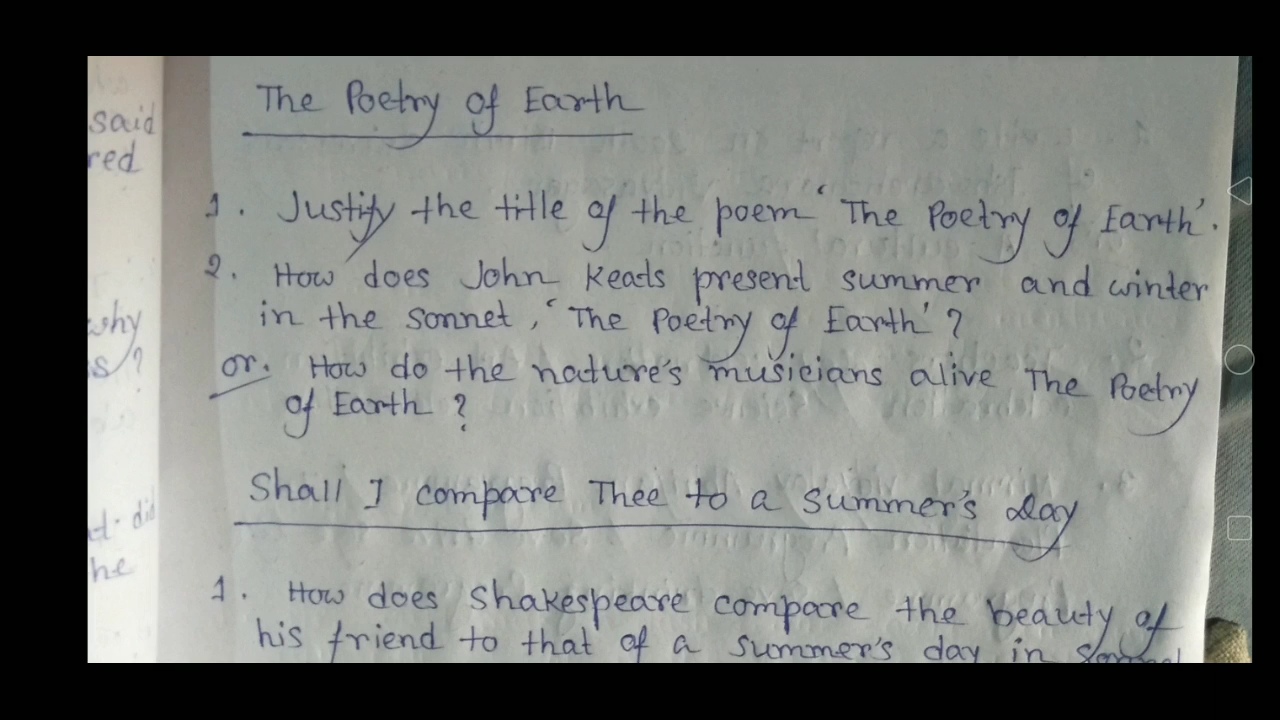 said
red
why
s?
did
he
The Poetry of Earth
1. Justify the title of the poem 'The Poetry of Earth'.
2. How does John Keats present summer and winter
in the sonnet, 'The Poetry of Earth'?
or. How do the nature's musicians alive The Poetry
of Earth?
Shall I compare Thee to a summer's day
1. How does Shakespeare compare the beauty of
his friend to that of a summer's day in